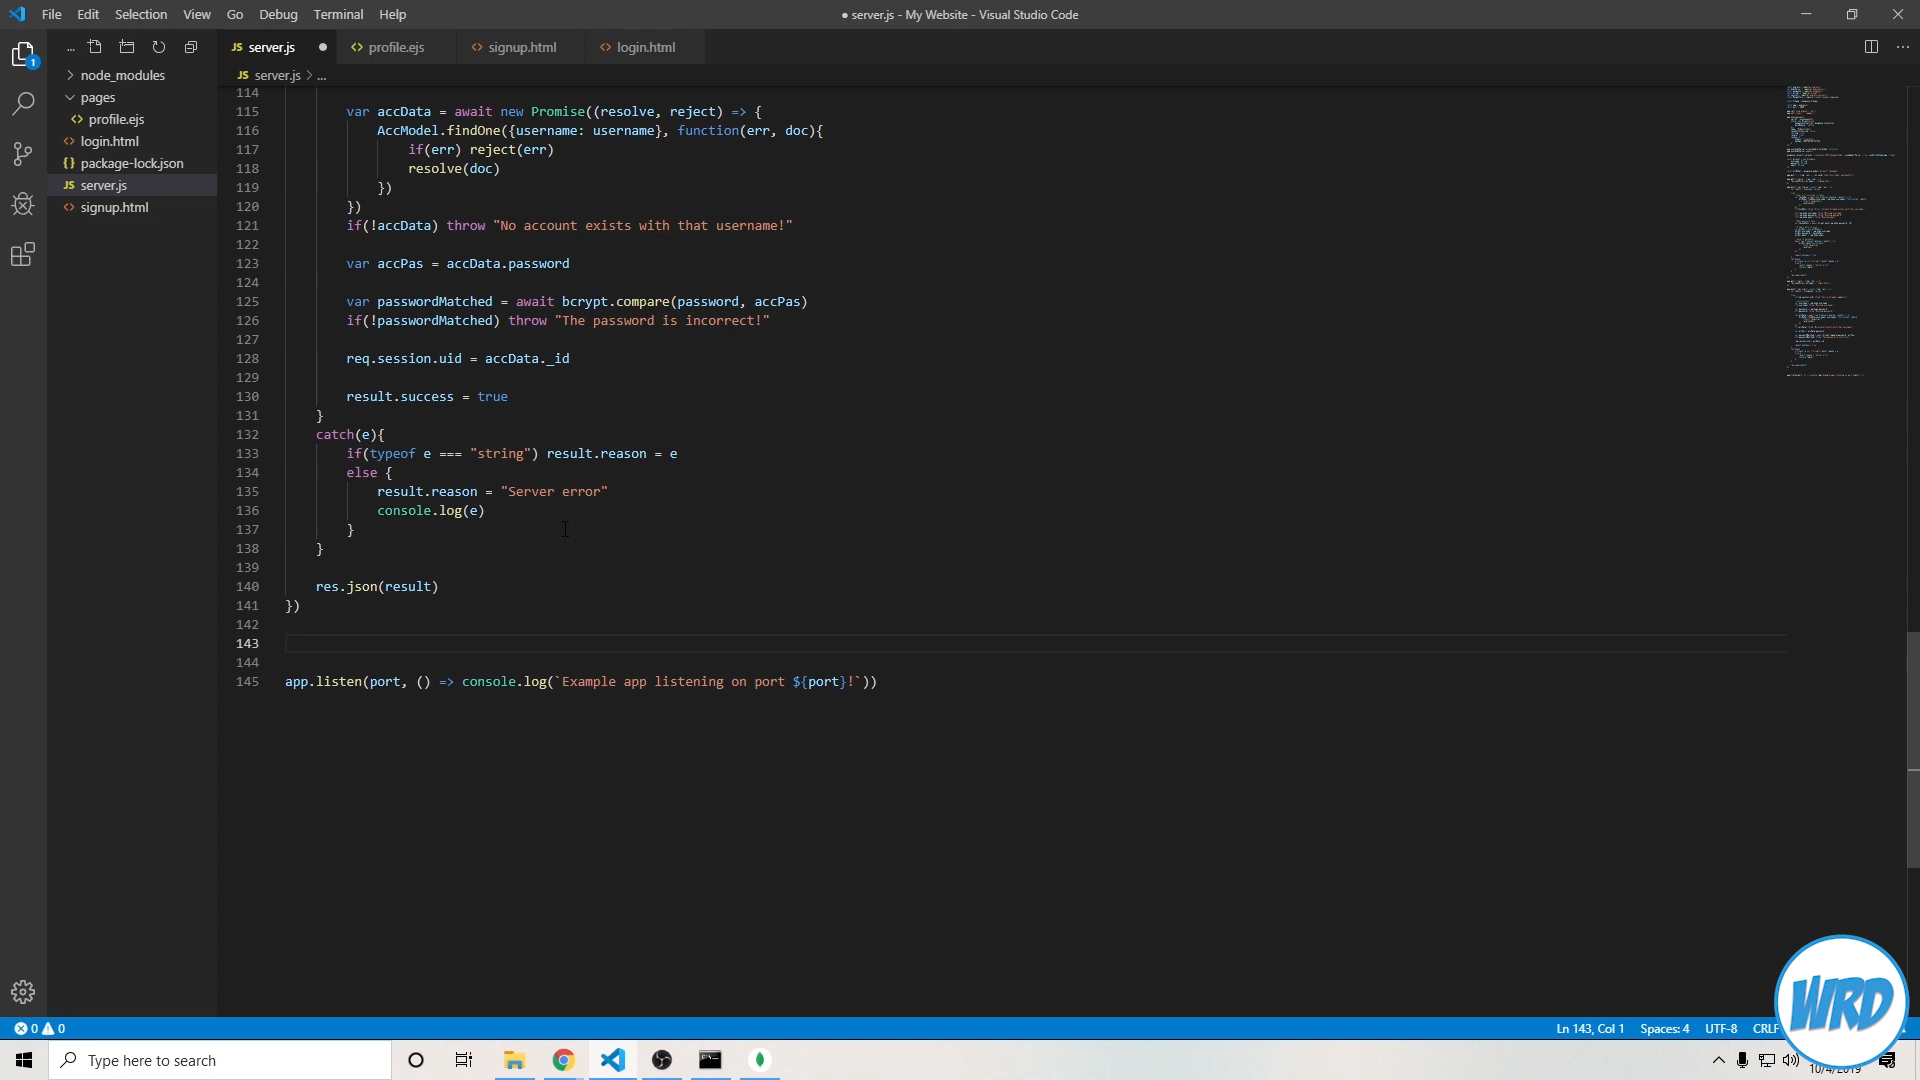 File Edit Selection View Go Debug Terminal Help
● server.js - My Website - Visual Studio Code
1
...
node_modules
pages
profile.ejs
login.html
package-lock.json
server.js
signup.html
JS server.js ●
profile.ejs
signup.html
login.html
JS server.js > ...
114
115 var accData = await new Promise((resolve, reject) => {
116 AccModel.findOne({username: username}, function(err, doc){
117 if(err) reject(err)
118 resolve(doc)
119 })
120 })
121 if(!accData) throw "No account exists with that username!"
122
123 var accPas = accData.password
124
125 var passwordMatched = await bcrypt.compare(password, accPas)
126 if(!passwordMatched) throw "The password is incorrect!"
127
128 req.session.uid = accData._id
129
130 result.success = true
131 }
132 catch(e){
133 if(typeof e === "string") result.reason = e
134 else {
135 result.reason = "Server error"
136 console.log(e)
137 }
138 }
139
140 res.json(result)
141 })
142
143
144
145 app.listen(port, () => console.log(`Example app listening on port ${port}!`))
WRD
0 0
Ln 143, Col 1 Spaces: 4 UTF-8 CRLF
Type here to search
10/4/2019